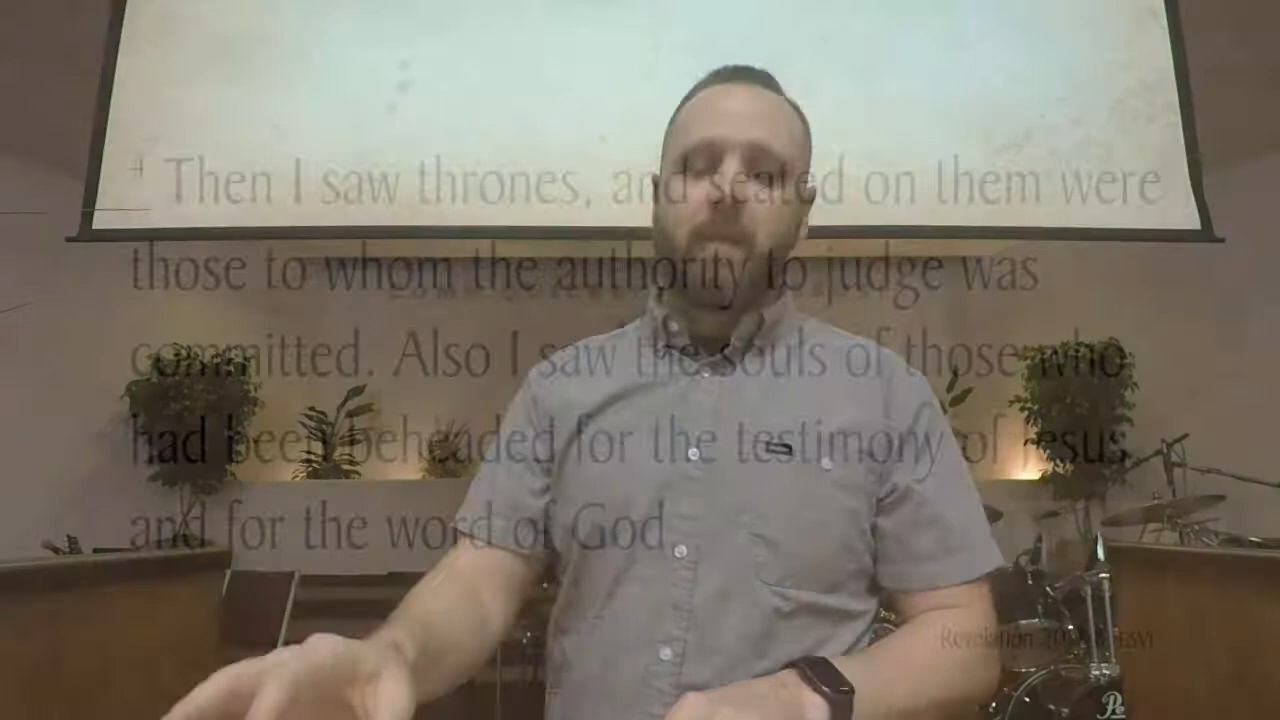 4 Then I saw thrones, and seated on them were
those to whom the authority to judge was
committed. Also I saw the souls of those who
had been beheaded for the testimony of Jesus
and for the word of God
Revelation (ESV)